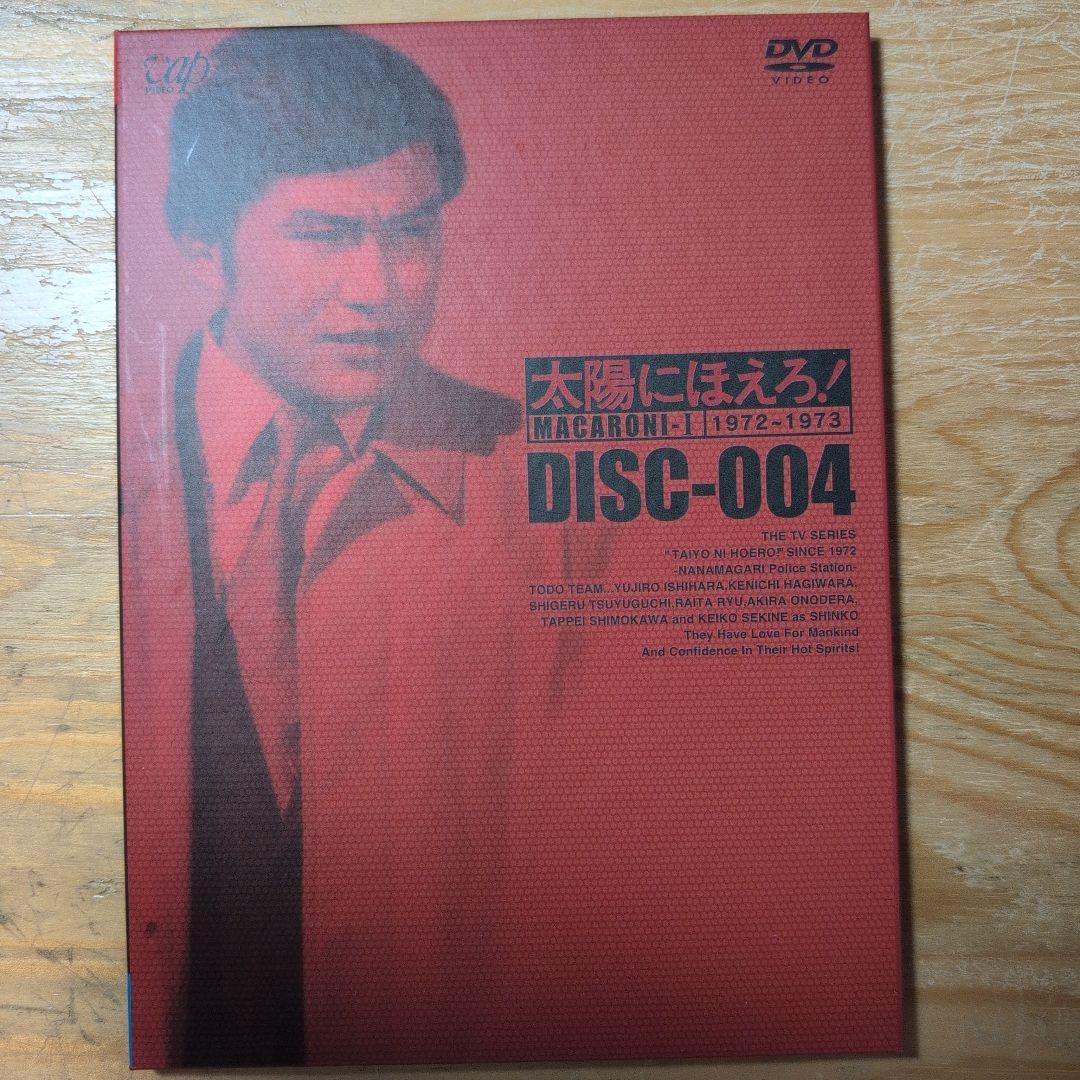 vap
VIDEO
DVD
VIDEO
太陽にほえろ!
MACARONI-I 1972~1973
DISC-004
THE TV SERIES
"TAIYO NI HOERO!" SINCE 1972
-NANAMAGARI Police Station-
TODO TEAM...YUJIRO ISHIHARA,KENICHI HAGIWARA,
SHIGERU TSUYUGUCHI,RAITA RYU,AKIRA ONODERA,
TAPPEI SHIMOKAWA and KEIKO SEKINE as SHINKO
They Have Love For Mankind
And Confidence In Their Hot Spirits!